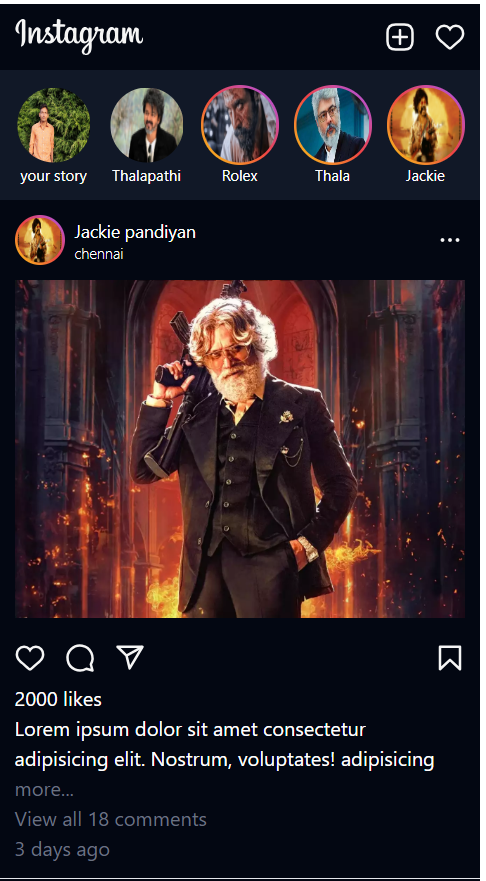 Instagram
your story
Thalapathi
Rolex
Thala
Jackie
Jackie pandiyan
chennai
2000 likes
Lorem ipsum dolor sit amet consectetur
adipisicing elit. Nostrum, voluptates! adipisicing
more...
View all 18 comments
3 days ago